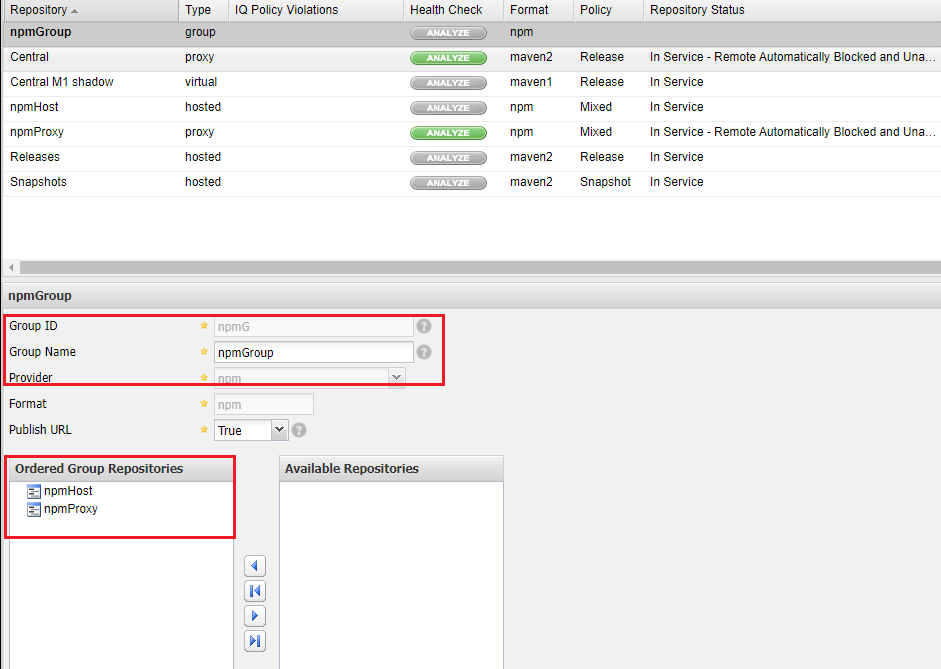 Repository Type IQ Policy Violations Health Check Format Policy Repository Status
npmGroup group ANALYZE npm
Central proxy ANALYZE maven2 Release In Service - Remote Automatically Blocked and Una...
Central M1 shadow virtual ANALYZE maven1 Release In Service
npmHost hosted ANALYZE npm Mixed In Service
npmProxy proxy ANALYZE npm Mixed In Service - Remote Automatically Blocked and Una...
Releases hosted ANALYZE maven2 Release In Service
Snapshots hosted ANALYZE maven2 Snapshot In Service
npmGroup
Group ID npmG ?
Group Name npmGroup ?
Provider npm
Format npm
Publish URL True ?
Ordered Group Repositories Available Repositories
npmHost
npmProxy